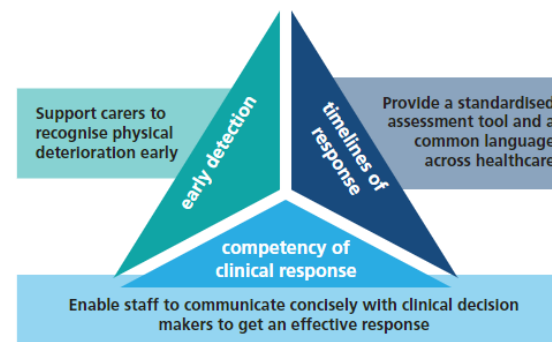 Support carers to
recognise physical
deterioration early
early detection
timelines of
response
Provide a standardised
assessment tool and a
common language
across healthcare
competency of
clinical response
Enable staff to communicate concisely with clinical decision
makers to get an effective response